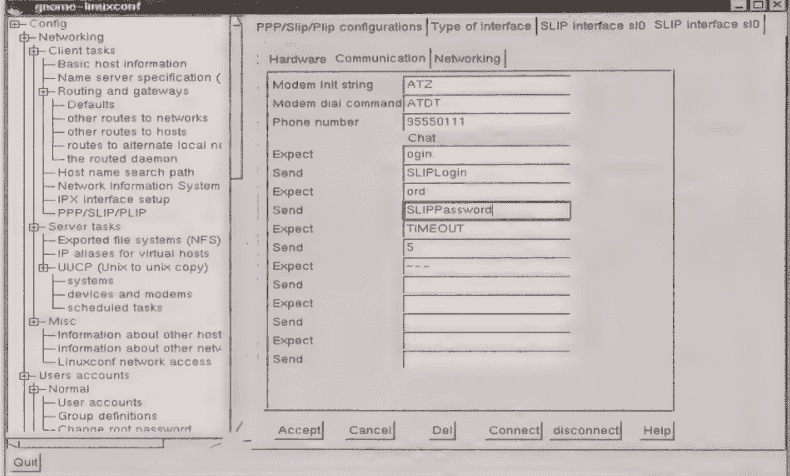 gnome-linuxconf
Config
Networking
Client tasks
Basic host information
Name server specification (
Routing and gateways
Defaults
other routes to networks
other routes to hosts
routes to alternate local ne
the routed daemon
Host name search path
Network Information System
IPX interface setup
PPP/SLIP/PLIP
Server tasks
Exported file systems (NFS)
IP aliases for virtual hosts
UUCP (Unix to unix copy)
systems
devices and modems
scheduled tasks
Misc
Information about other host
Information about other netw
Linuxconf network access
Users accounts
Normal
User accounts
Group definitions
Change root password
PPP/Slip/Plip configurations Type of interface SLIP interface sl0 SLIP interface sl0
Hardware Communication Networking
Modem init string ATZ
Modem dial command ATDT
Phone number 95550111
Chat
Expect ogin
Send SLIPLogin
Expect ord:
Send SLIPPassword
Expect TIMEOUT
Send 5
Expect ~~~
Send
Expect
Send
Expect
Send
Accept Cancel Del Connect disconnect Help
Quit